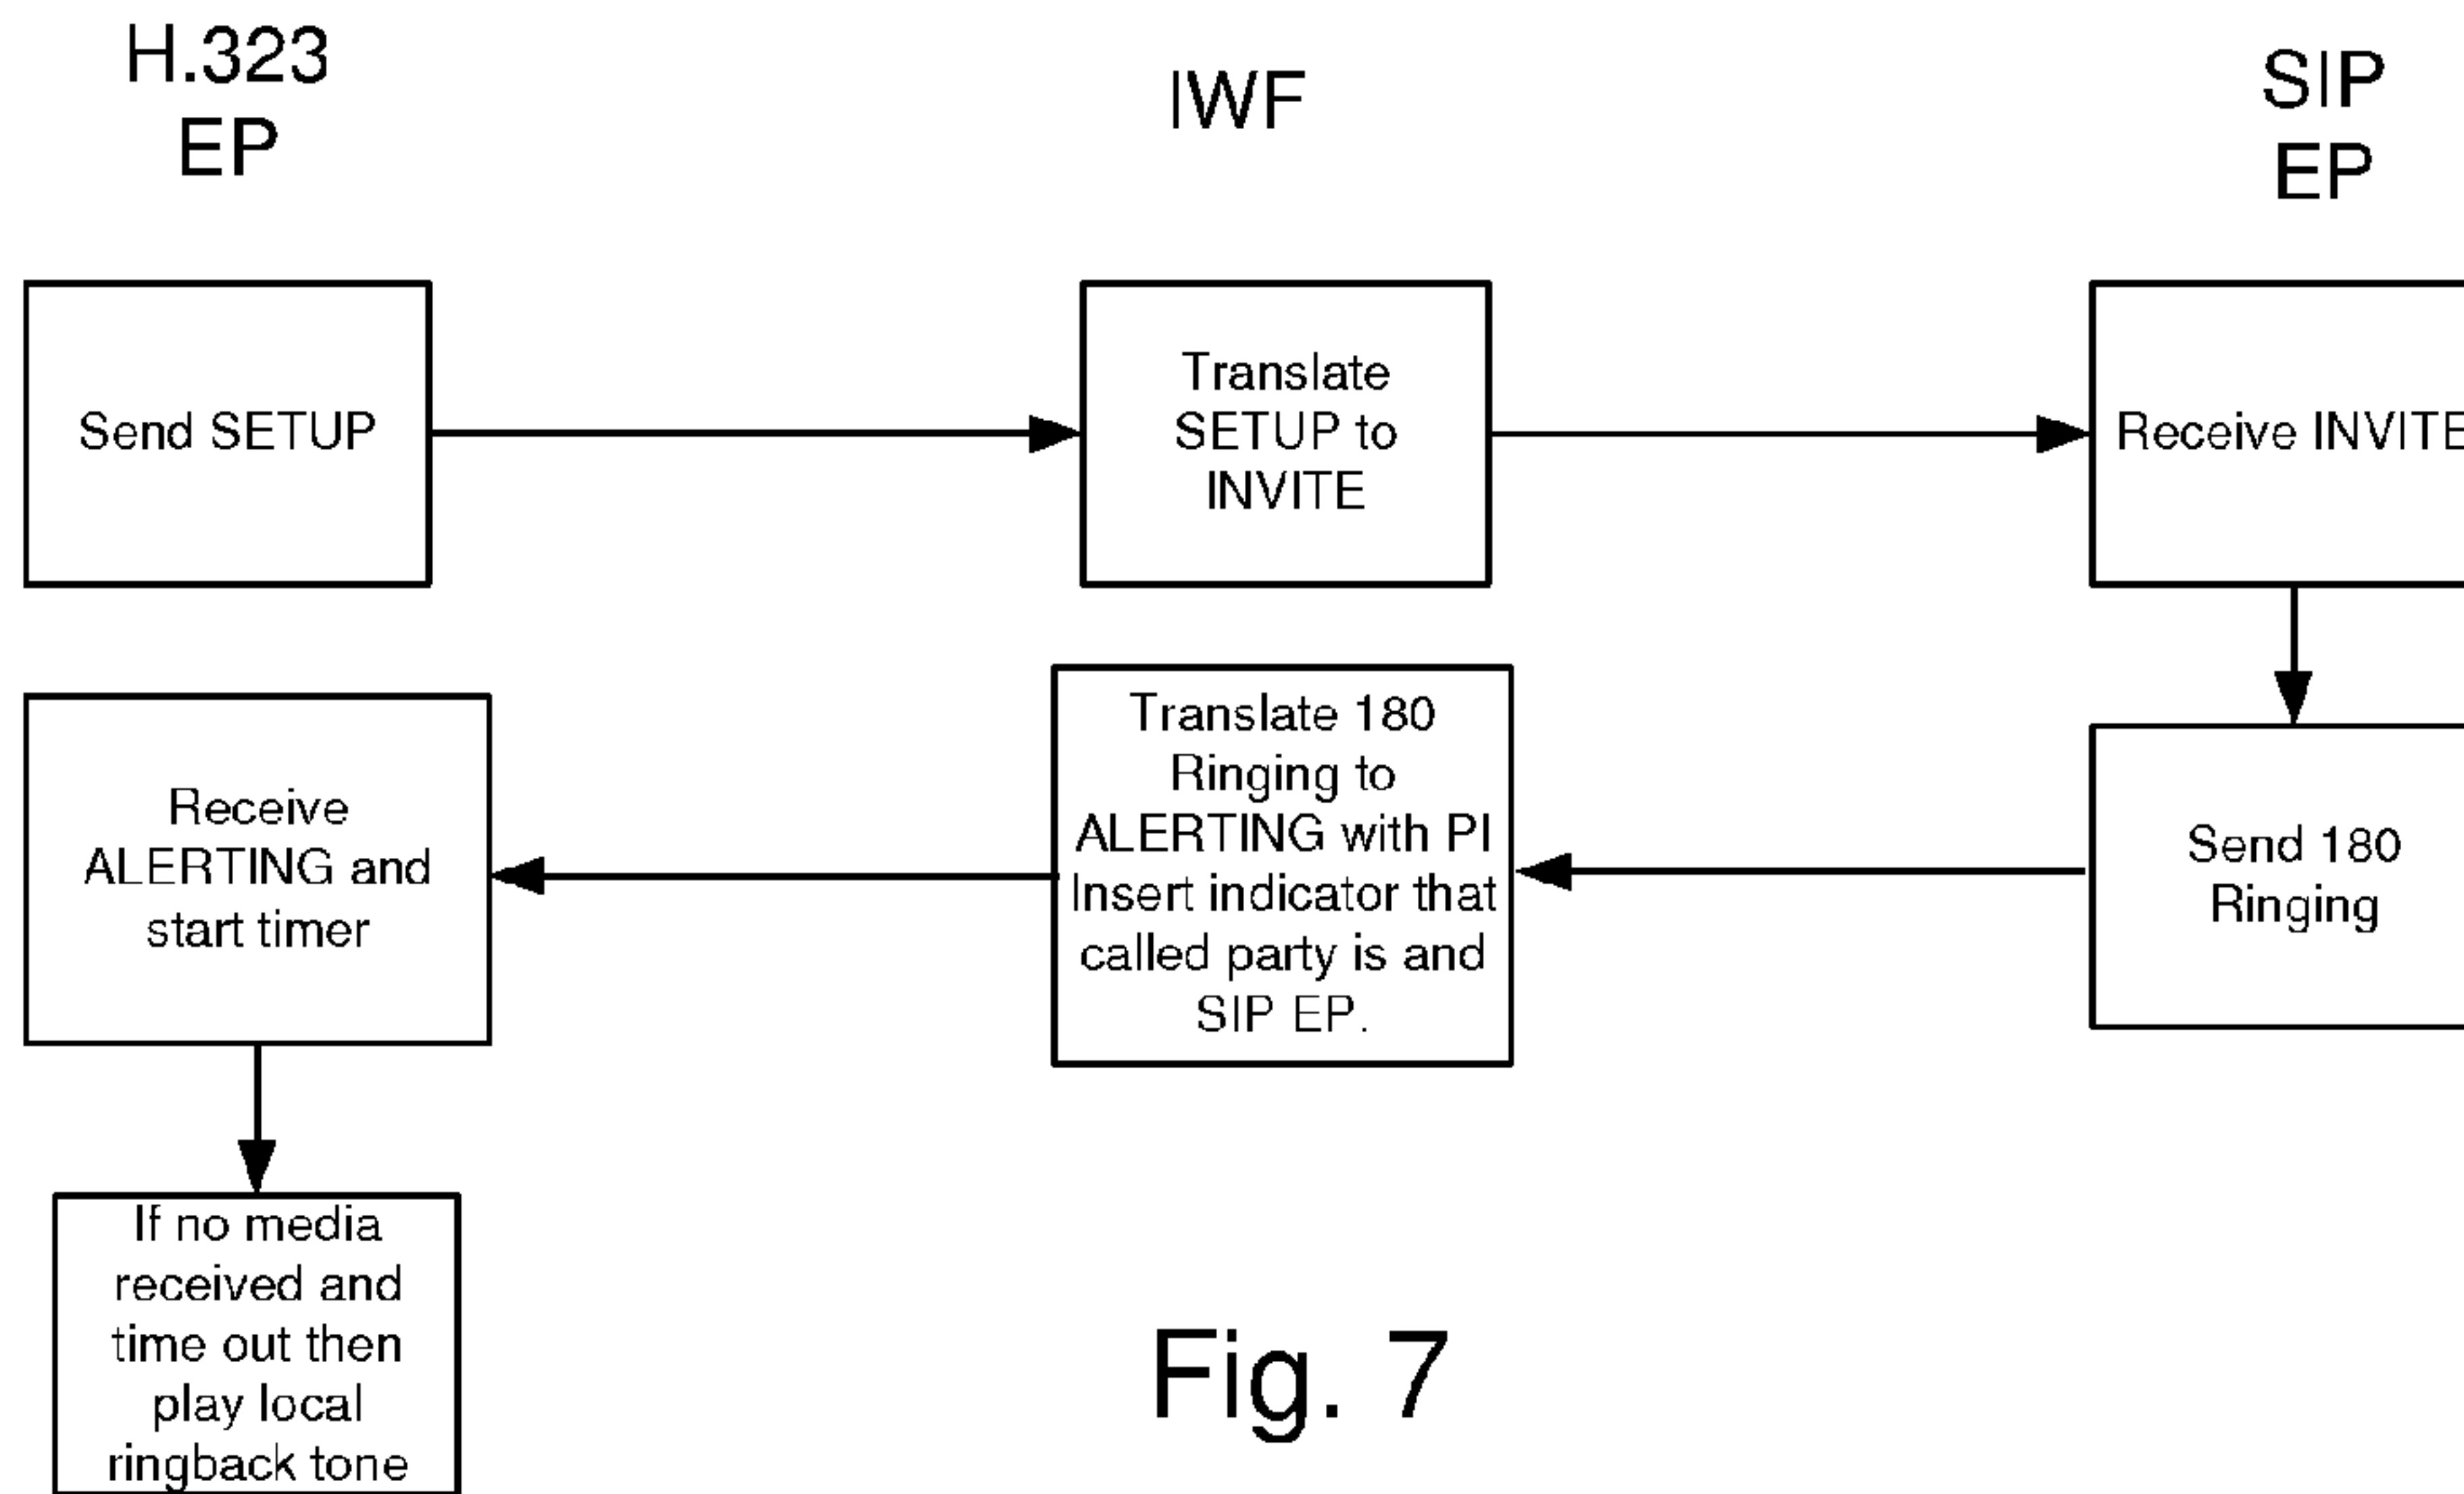 H.323
EP
IWF
SIP
EP
Send SETUP
Translate
SETUP to
INVITE
Receive INVITE
Receive
ALERTING and
start timer
Translate 180
Ringing to
ALERTING with PI
Insert indicator that
called party is and
SIP EP.
Send 180
Ringing
If no media
received and
time out then
play local
ringback tone
Fig. 7